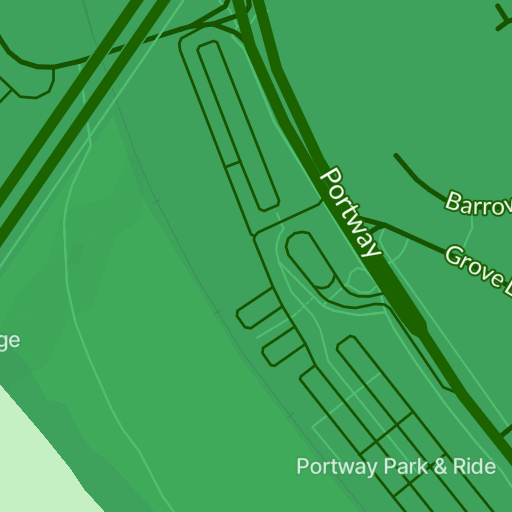 Portway
Barrow
Grove L
ge
Portway Park & Ride